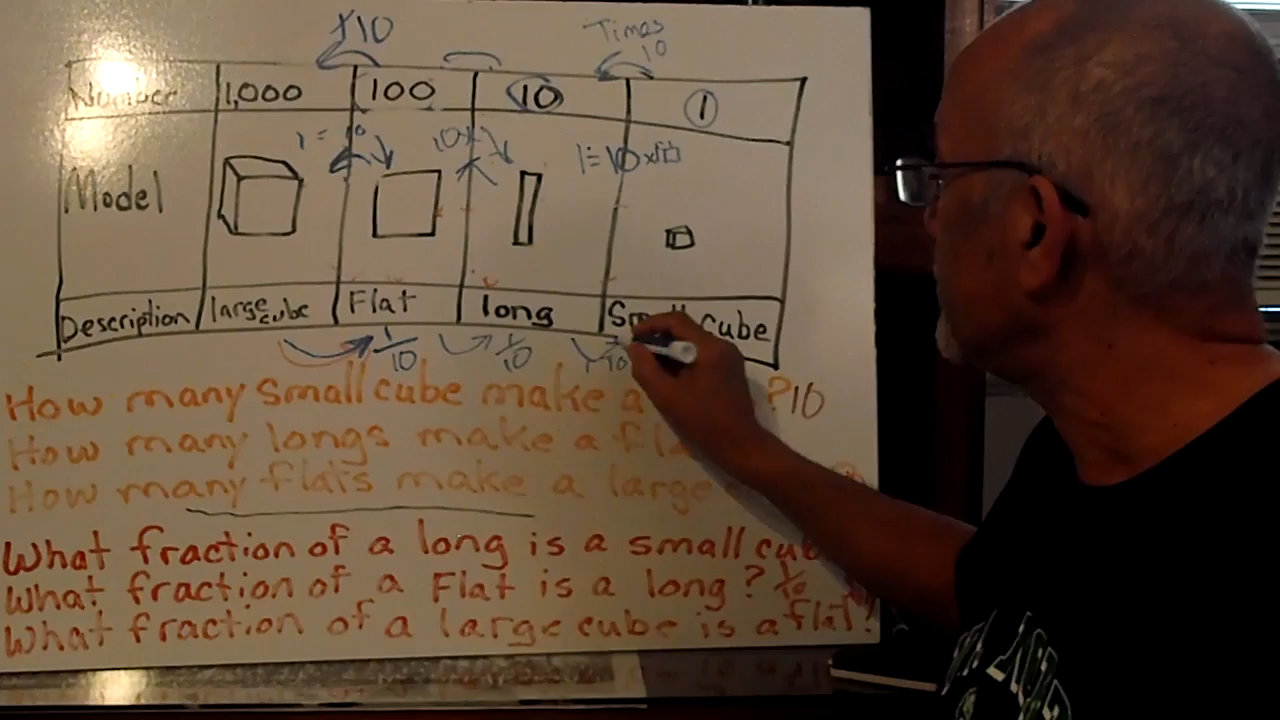 ×10 Times 10
Number 1,000 100 10 1
1 = 10 10× 1 = 10 ×
Model
Description large cube Flat long Small cube
1/10 1/10 1/10
How many small cube make a ? 10
How many longs make a
How many flats make a large
What fraction of a long is a small
What fraction of a Flat is a long? 1/10
What fraction of a large cube is a flat?